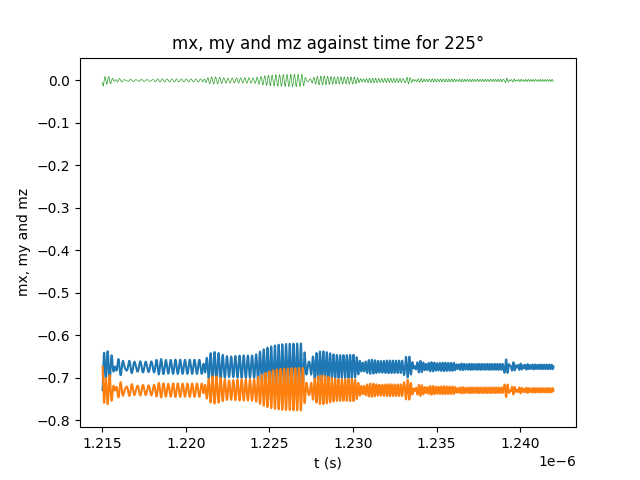 mx, my and mz against time for 225°
mx, my and mz
0.0
−0.1
−0.2
−0.3
−0.4
−0.5
−0.6
−0.7
−0.8
1.215 1.220 1.225 1.230 1.235 1.240
1e−6
t (s)